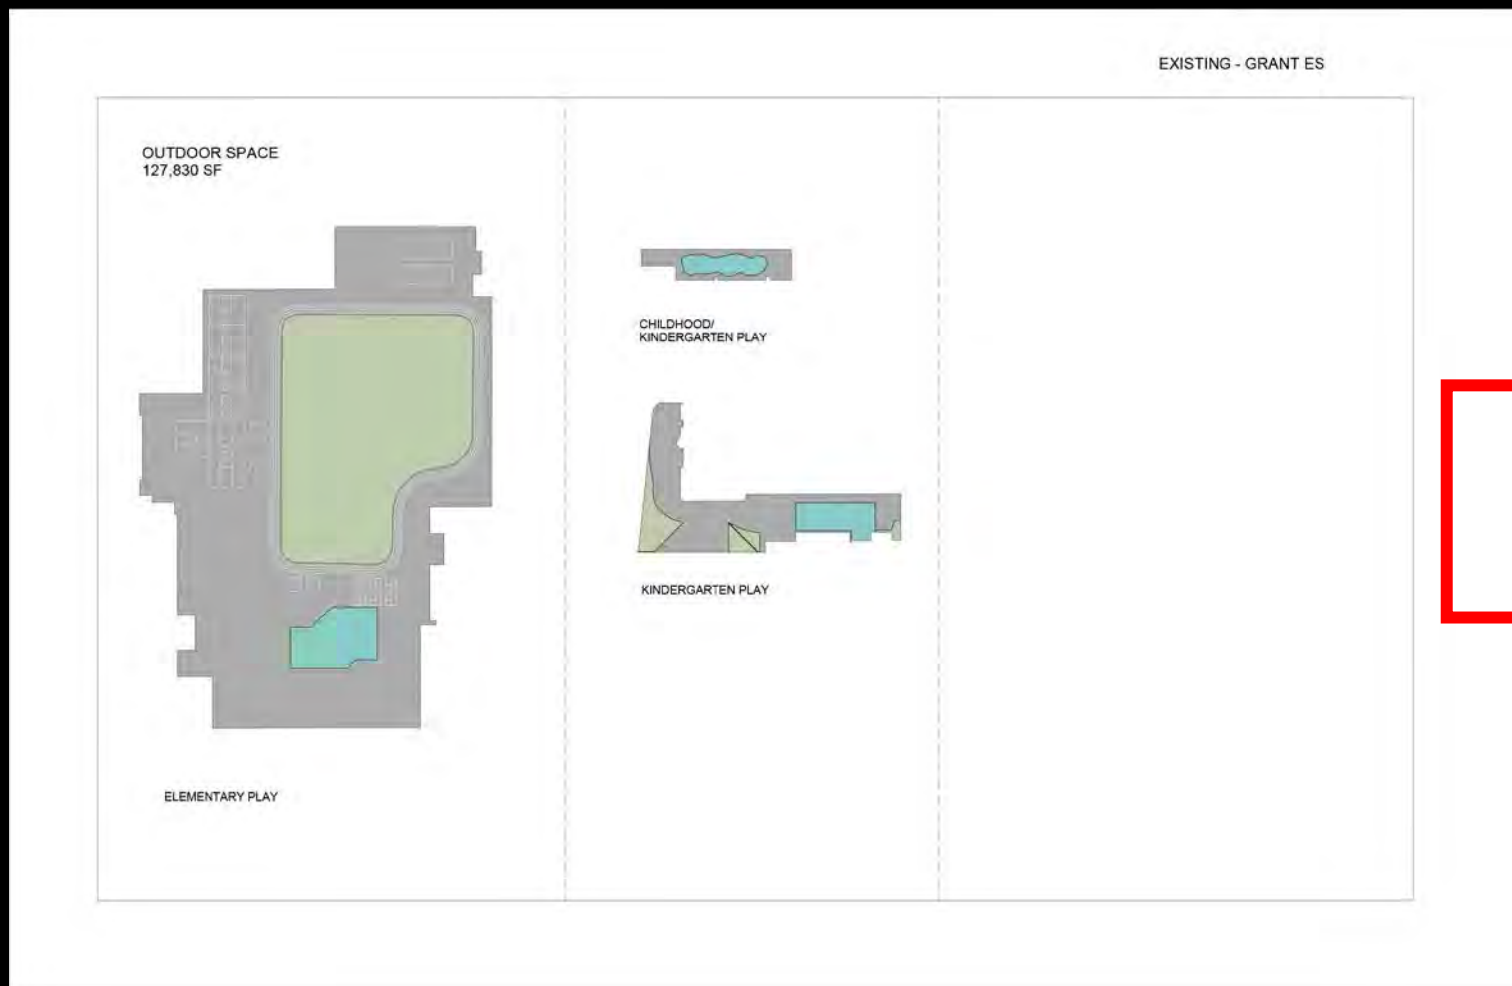 EXISTING - GRANT ES
OUTDOOR SPACE
127,830 SF
CHILDHOOD/
KINDERGARTEN PLAY
KINDERGARTEN PLAY
ELEMENTARY PLAY